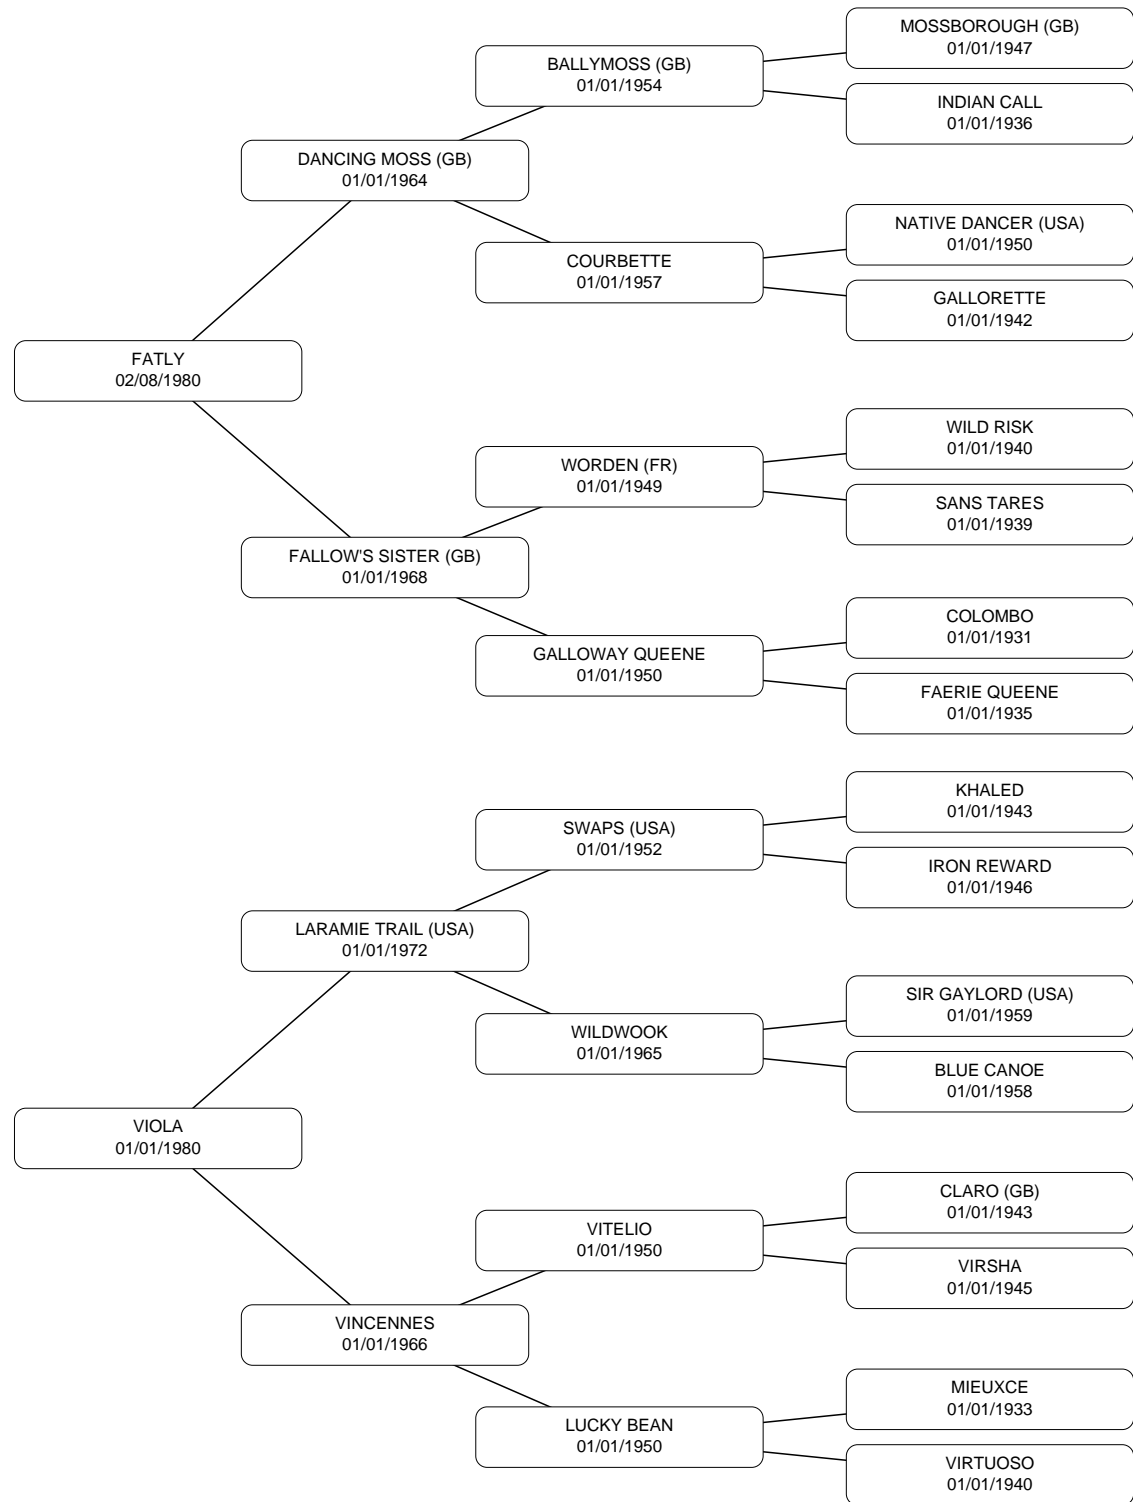 MOSSBOROUGH (GB)
01/01/1947
BALLYMOSS (GB)
01/01/1954
INDIAN CALL
01/01/1936
DANCING MOSS (GB)
01/01/1964
NATIVE DANCER (USA)
01/01/1950
COURBETTE
01/01/1957
GALLORETTE
01/01/1942
FATLY
02/08/1980
WILD RISK
01/01/1940
WORDEN (FR)
01/01/1949
SANS TARES
01/01/1939
FALLOW'S SISTER (GB)
01/01/1968
COLOMBO
01/01/1931
GALLOWAY QUEENE
01/01/1950
FAERIE QUEENE
01/01/1935
KHALED
01/01/1943
SWAPS (USA)
01/01/1952
IRON REWARD
01/01/1946
LARAMIE TRAIL (USA)
01/01/1972
SIR GAYLORD (USA)
01/01/1959
WILDWOOK
01/01/1965
BLUE CANOE
01/01/1958
VIOLA
01/01/1980
CLARO (GB)
01/01/1943
VITELIO
01/01/1950
VIRSHA
01/01/1945
VINCENNES
01/01/1966
MIEUXCE
01/01/1933
LUCKY BEAN
01/01/1950
VIRTUOSO
01/01/1940